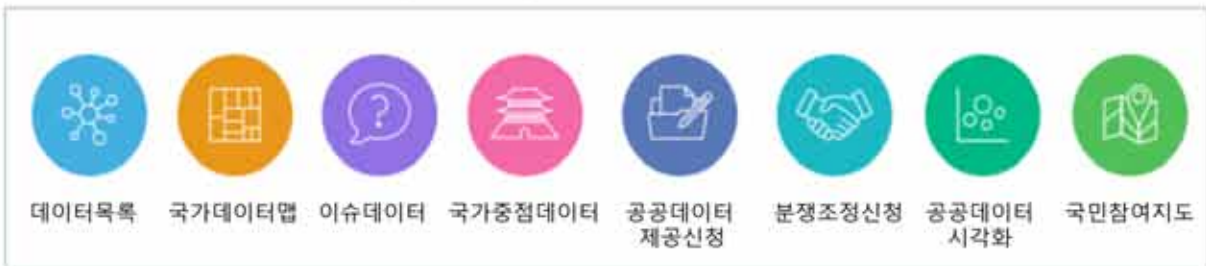 데이터목록
국가데이터맵
이슈데이터
국가중점데이터
공공데이터
제공신청
분쟁조정신청
공공데이터
시각화
국민참여지도
?